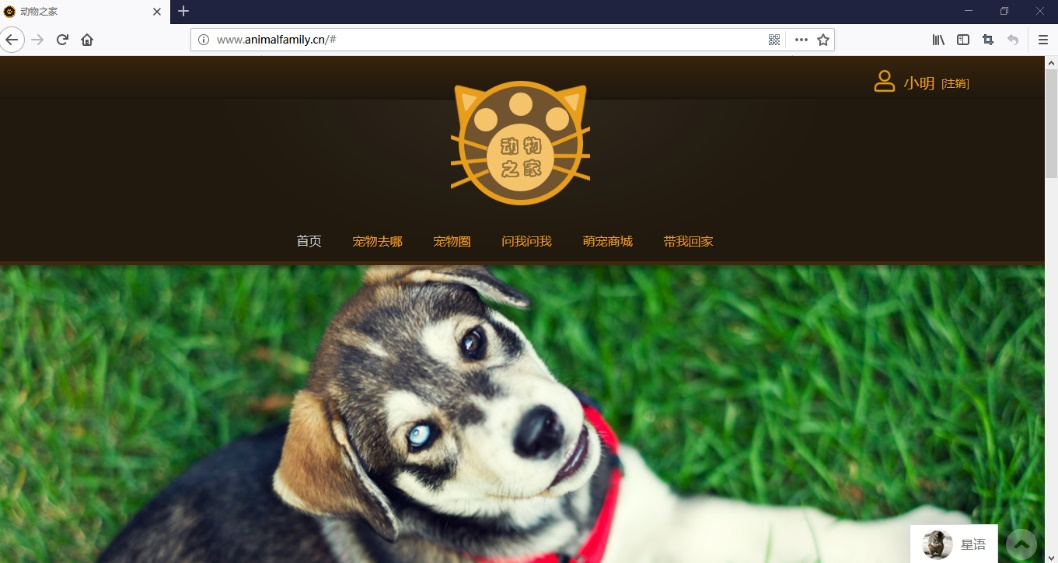 动物之家
www.animalfamily.cn/#
小明 [注销]
动物
之家
首页 宠物去哪 宠物圈 问我问我 萌宠商城 带我回家
星语